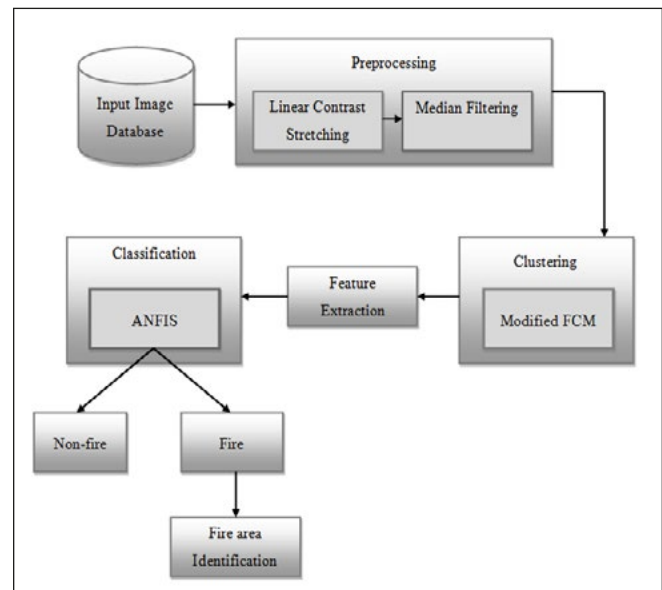 Preprocessing
Input Image
Database
Linear Contrast
Stretching
Median Filtering
Classification
ANFIS
Feature
Extraction
Clustering
Modified FCM
Non-fire
Fire
Fire area
Identification